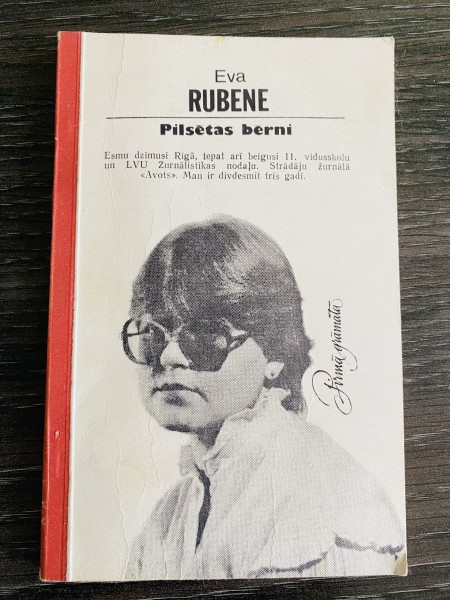 Eva
RUBENE
Pilsētas bērni
Esmu dzimusi Rīgā, tepat arī beigusi 11. vidusskolu
un LVU Žurnālistikas nodaļu. Strādāju žurnālā
«Avots». Man ir divdesmit trīs gadi.
Pirmā grāmata